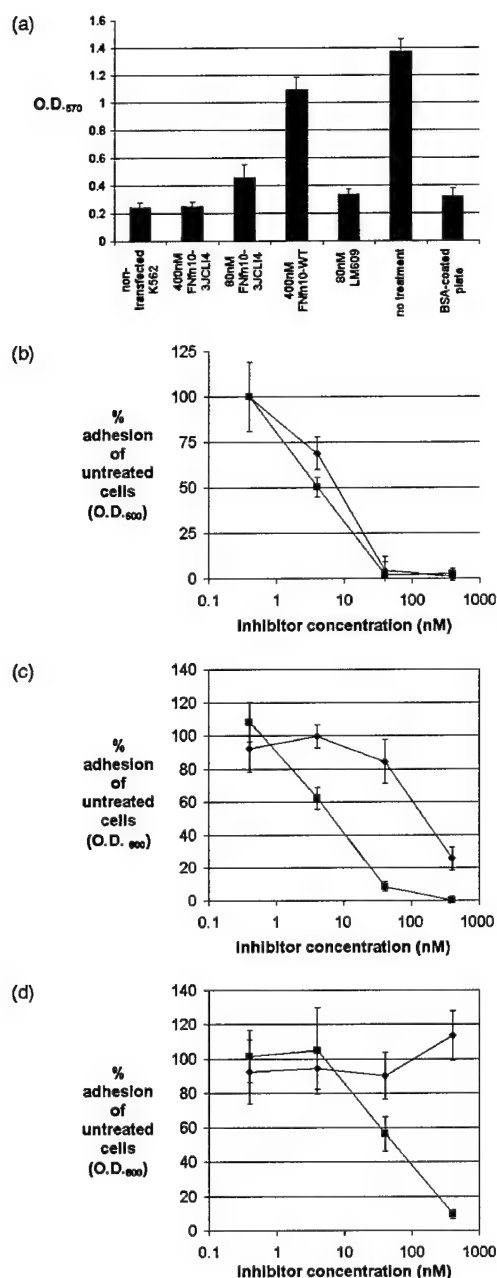 (a)
1.6
1.4
1.2
O.D.570
1
0.8
0.6
0.4
0.2
0
non-transfected K562
400nM FNfn10-3JCLI4
80nM FNfn10-3JCLI4
400nM FNfn10-WT
80nM LM609
no treatment
BSA-coated plate
(b)
125
100
75
50
25
0
% adhesion of untreated cells (O.D.600)
0.1 1 10 100 1000
Inhibitor concentration (nM)
(c)
140
120
100
80
60
40
20
0
% adhesion of untreated cells (O.D. 600)
0.1 1 10 100 1000
Inhibitor concentration (nM)
(d)
140
120
100
80
60
40
20
0
% adhesion of untreated cells (O.D.600)
0.1 1 10 100 1000
Inhibitor concentration (nM)